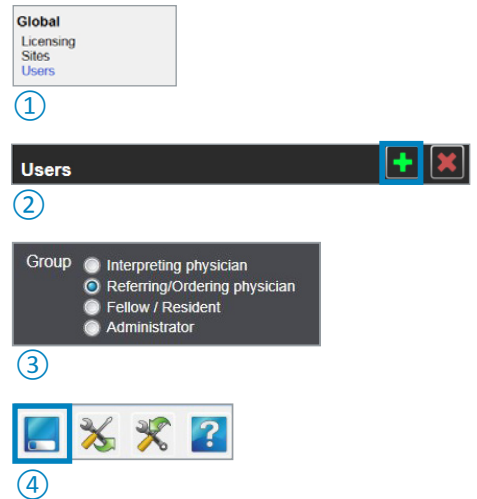 Global
Licensing
Sites
Users
1
Users
2
Group
Interpreting physician
Referring/Ordering physician
Fellow / Resident
Administrator
3
?
4